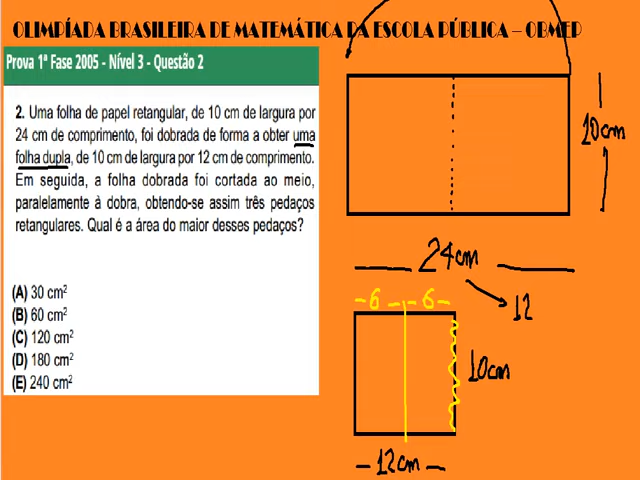 OLIMPÍADA BRASILEIRA DE MATEMÁTICA DA ESCOLA PÚBLICA – OBMEP
Prova 1ª Fase 2005 - Nível 3 - Questão 2
2. Uma folha de papel retangular, de 10 cm de largura por
24 cm de comprimento, foi dobrada de forma a obter uma
folha dupla, de 10 cm de largura por 12 cm de comprimento.
Em seguida, a folha dobrada foi cortada ao meio,
paralelamente à dobra, obtendo-se assim três pedaços
retangulares. Qual é a área do maior desses pedaços?
(A) 30 cm²
(B) 60 cm²
(C) 120 cm²
(D) 180 cm²
(E) 240 cm²
10cm
24cm
12
6 6
10cm
12cm